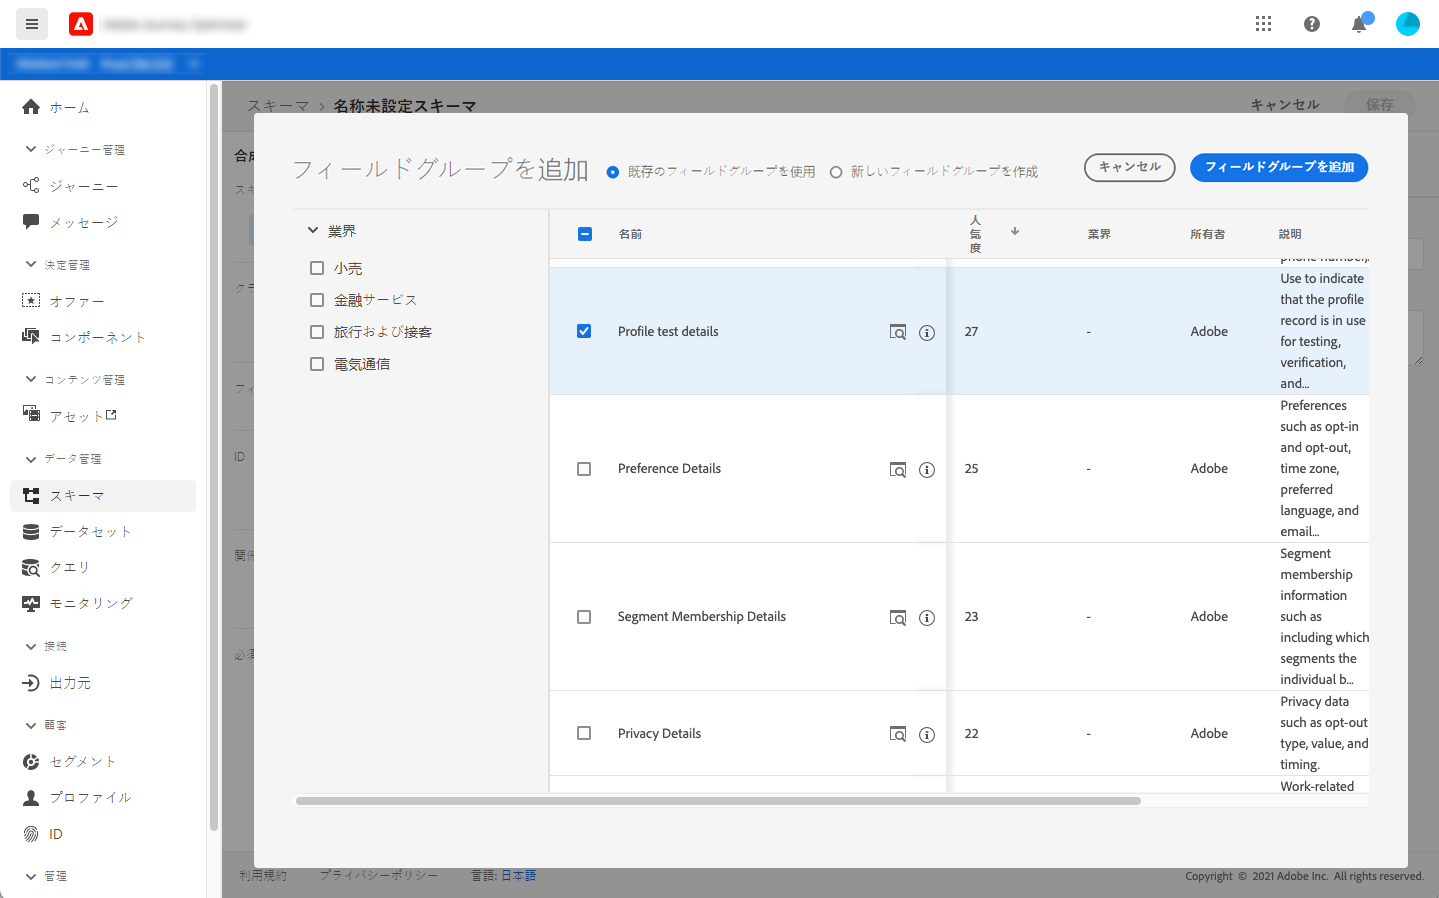 ホーム
ジャーニー管理
ジャーニー
メッセージ
決定管理
オファー
コンポーネント
コンテンツ管理
アセット
データ管理
スキーマ
データセット
クエリ
モニタリング
接続
出力元
顧客
セグメント
プロファイル
ID
管理
スキーマ > 名称未設定スキーマ
キャンセル
保存
ID
フィールドグループを追加
既存のフィールドグループを使用
新しいフィールドグループを作成
キャンセル
フィールドグループを追加
業界
小売
金融サービス
旅行および接客
電気通信
名前
人気度
業界
所有者
説明
phone number,
Profile test details
27
-
Adobe
Use to indicate
that the profile
record is in use
for testing,
verification,
and...
Preference Details
25
-
Adobe
Preferences
such as opt-in
and opt-out,
time zone,
preferred
language, and
email...
Segment Membership Details
23
-
Adobe
Segment
membership
information
such as
including which
segments the
individual b...
Privacy Details
22
-
Adobe
Privacy data
such as opt-out
type, value, and
timing.
Work-related
利用規約
プライバシーポリシー
言語: 日本語
Copyright © 2021 Adobe Inc. All rights reserved.